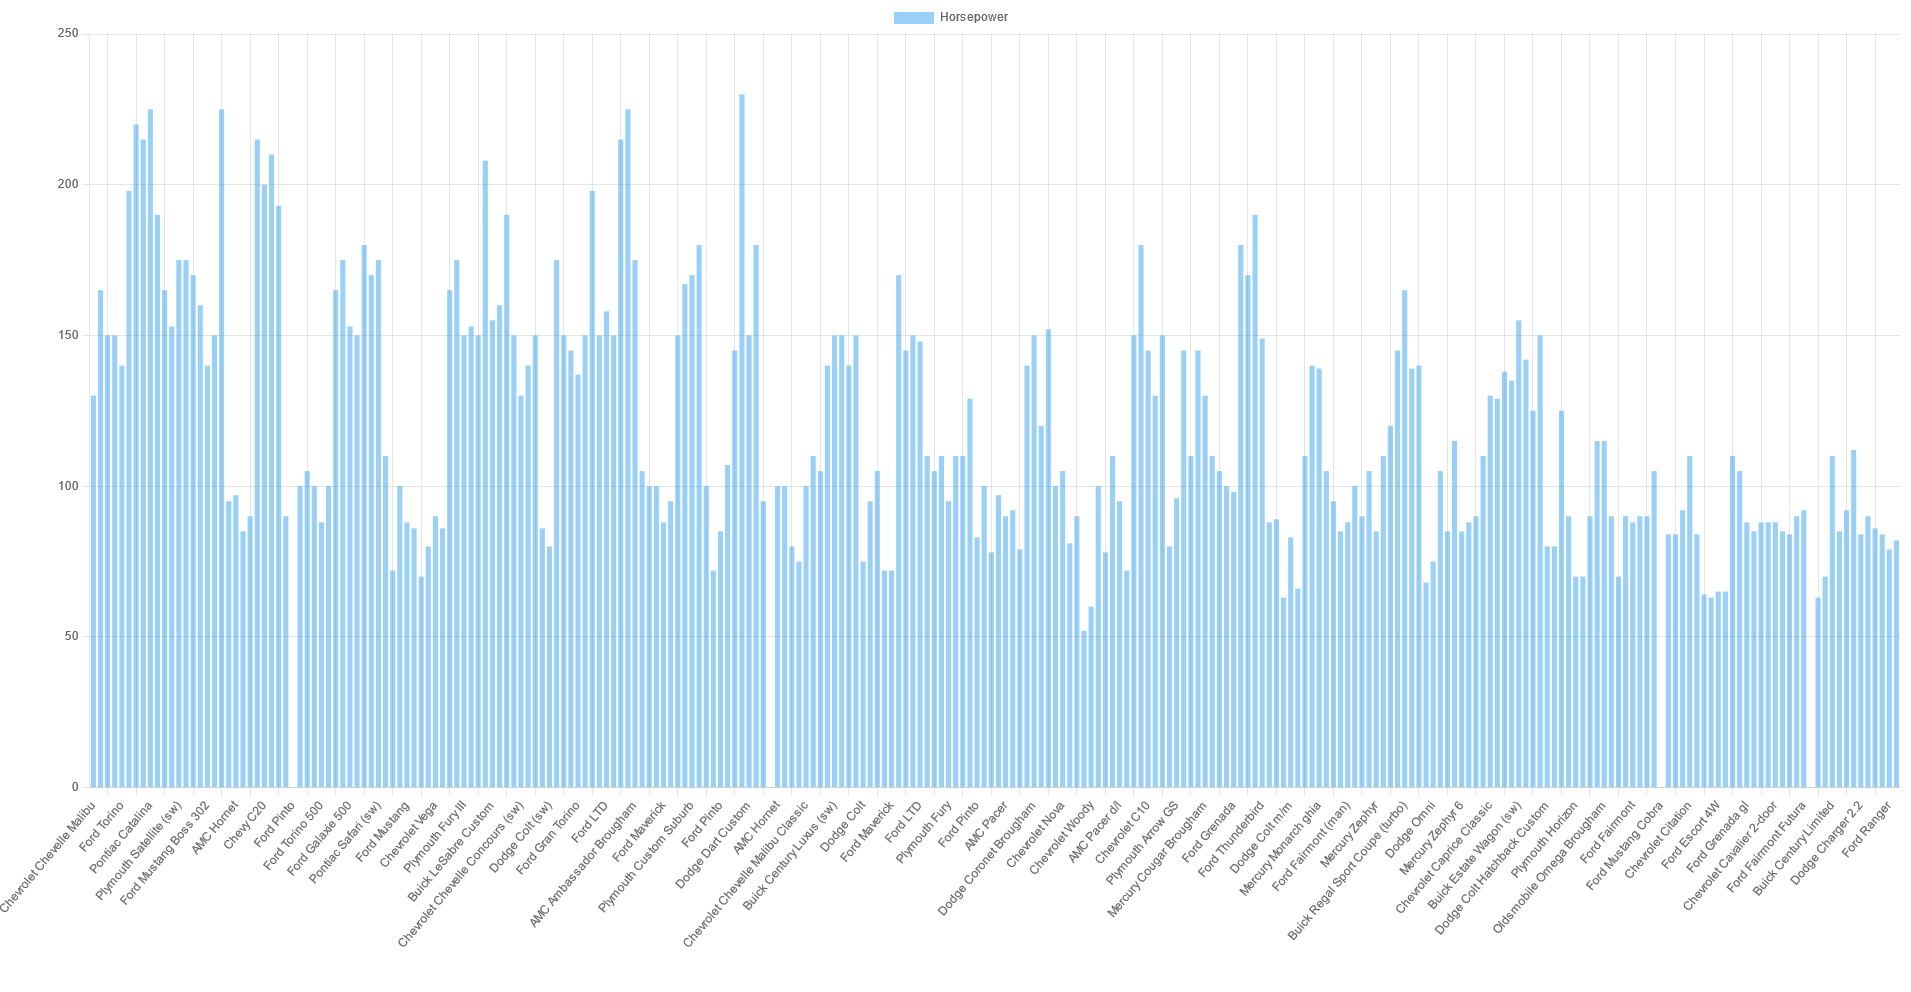 Horsepower
250
200
150
100
50
0
Chevrolet Chevelle Malibu
Ford Torino
Pontiac Catalina
Plymouth Satellite (sw)
Ford Mustang Boss 302
AMC Hornet
Chevy C20
Ford Pinto
Ford Torino 500
Ford Galaxie 500
Pontiac Safari (sw)
Ford Mustang
Chevrolet Vega
Plymouth Fury III
Buick LeSabre Custom
Chevrolet Chevelle Concours (sw)
Dodge Colt (sw)
Ford Gran Torino
Ford LTD
AMC Ambassador Brougham
Ford Maverick
Plymouth Custom Suburb
Ford Pinto
Dodge Dart Custom
AMC Hornet
Chevrolet Chevelle Malibu Classic
Buick Century Luxus (sw)
Dodge Colt
Ford Maverick
Ford LTD
Plymouth Fury
Ford Pinto
AMC Pacer
Dodge Coronet Brougham
Chevrolet Nova
Chevrolet Woody
AMC Pacer d/l
Chevrolet C10
Plymouth Arrow GS
Mercury Cougar Brougham
Ford Grenada
Ford Thunderbird
Dodge Colt m/m
Mercury Monarch ghia
Ford Fairmont (man)
Mercury Zephyr
Buick Regal Sport Coupe (turbo)
Dodge Omni
Mercury Zephyr 6
Chevrolet Caprice Classic
Buick Estate Wagon (sw)
Dodge Colt Hatchback Custom
Plymouth Horizon
Oldsmobile Omega Brougham
Ford Fairmont
Ford Mustang Cobra
Chevrolet Citation
Ford Escort 4W
Ford Grenada gl
Chevrolet Cavalier 2-door
Ford Fairmont Futura
Buick Century Limited
Dodge Charger 2.2
Ford Ranger